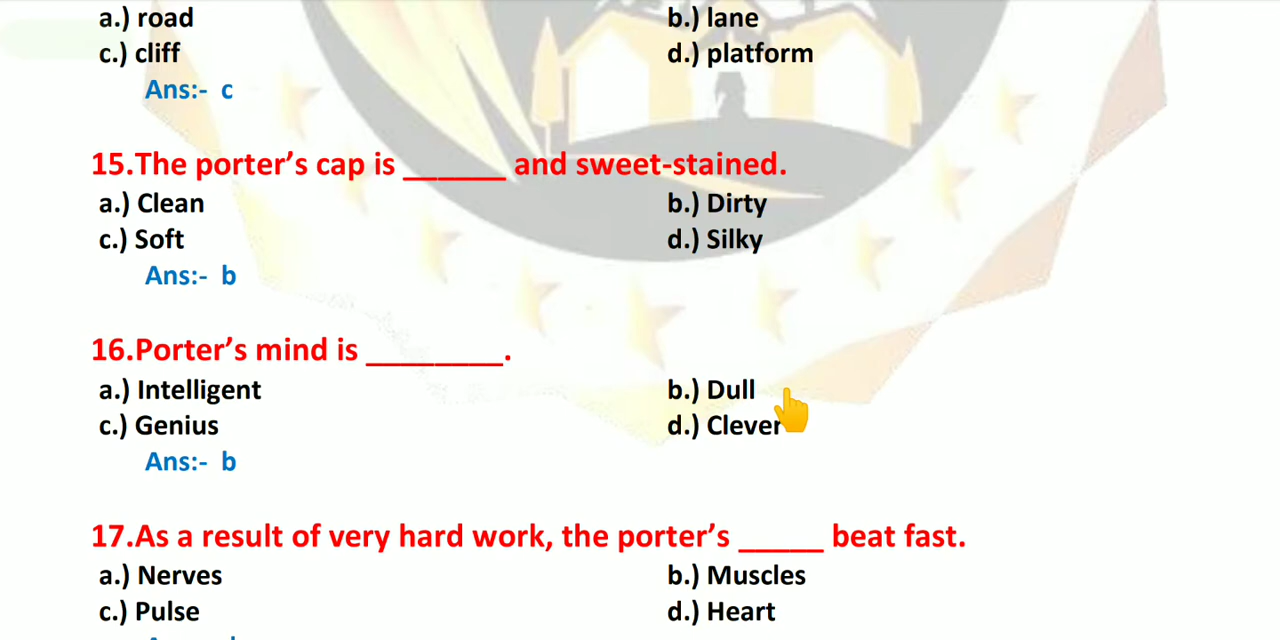 a.) road b.) lane
c.) cliff d.) platform
Ans:- c
15.The porter's cap is ______ and sweet-stained.
a.) Clean b.) Dirty
c.) Soft d.) Silky
Ans:- b
16.Porter's mind is ________.
a.) Intelligent b.) Dull
c.) Genius d.) Clever
Ans:- b
17.As a result of very hard work, the porter's _____ beat fast.
a.) Nerves b.) Muscles
c.) Pulse d.) Heart